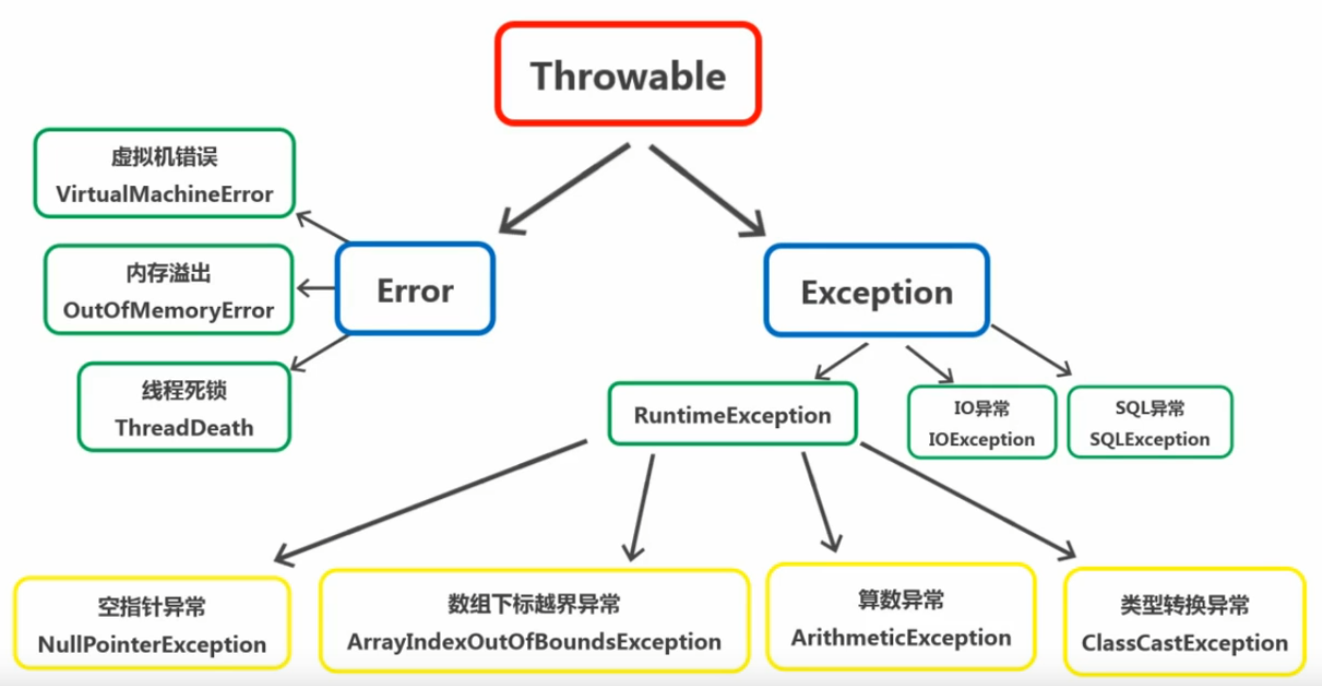 Throwable
虚拟机错误
VirtualMachineError
内存溢出
OutOfMemoryError
线程死锁
ThreadDeath
Error
Exception
RuntimeException
IO异常
IOException
SQL异常
SQLException
空指针异常
NullPointerException
数组下标越界异常
ArrayIndexOutOfBoundsException
算数异常
ArithmeticException
类型转换异常
ClassCastException